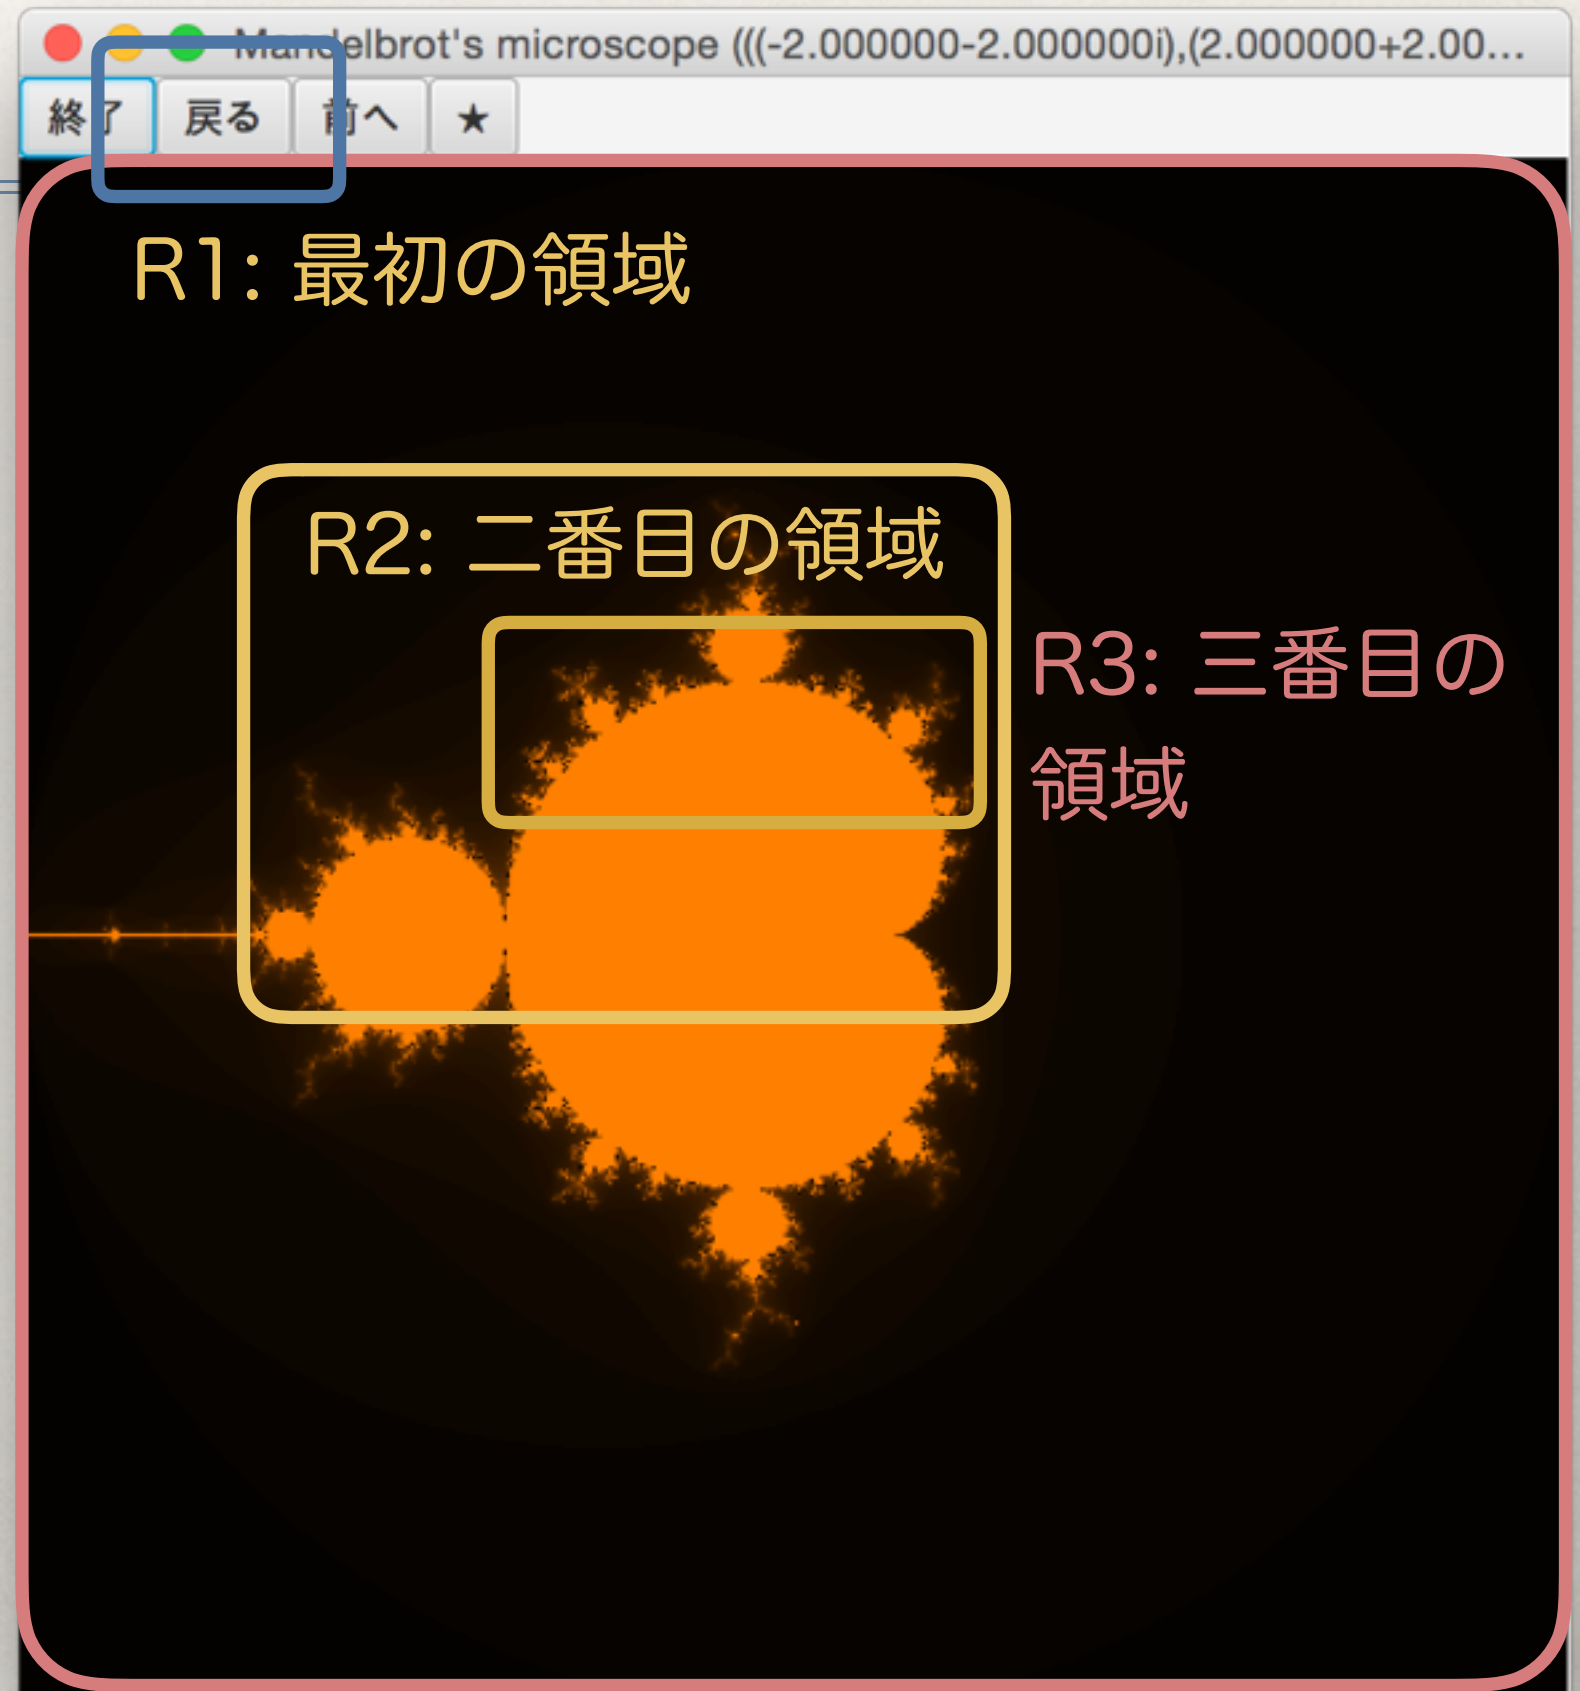 Mandelbrot's microscope (((-2.000000-2.000000i),(2.000000+2.00...
終了 戻る 前へ ★
R1: 最初の領域
R2: 二番目の領域
R3: 三番目の
領域